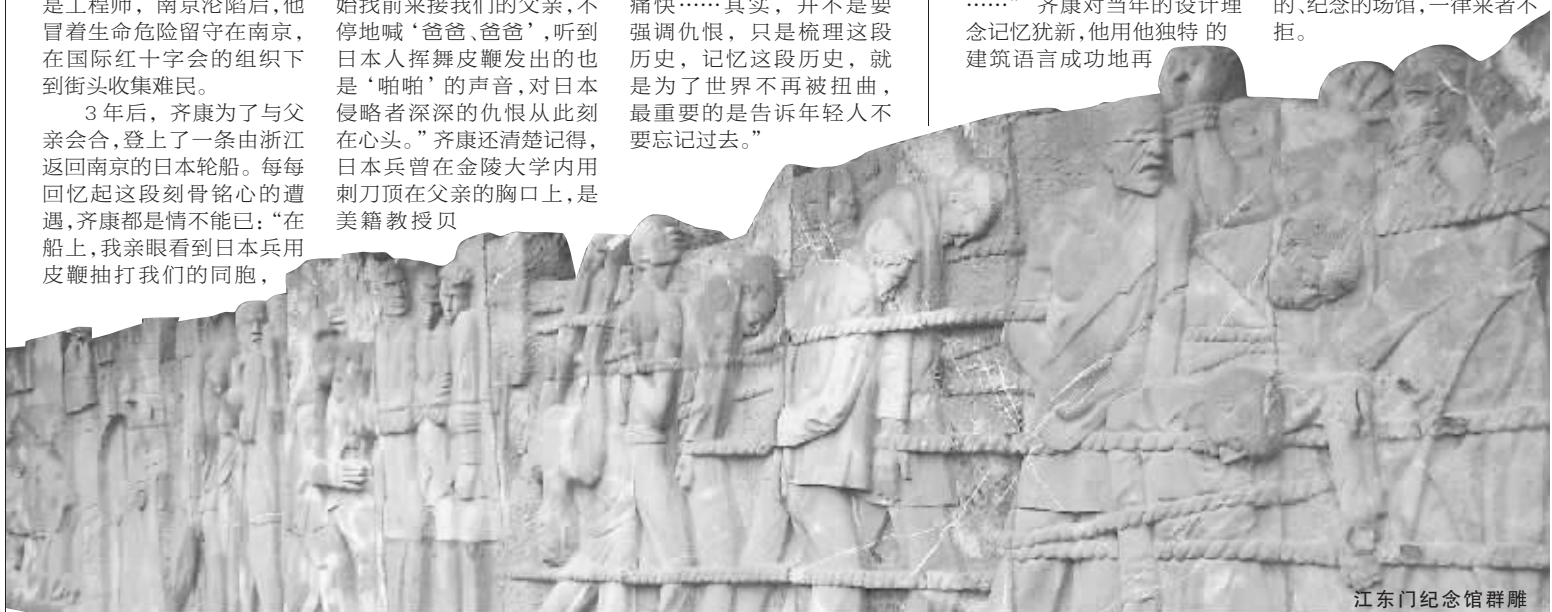 是工程师，南京沦陷后，他
冒着生命危险留守在南京，
在国际红十字会的组织下
到街头收集难民。
3年后，齐康为了与父
亲会合，登上了一条由浙江
返回南京的日本轮船。每每
回忆起这段刻骨铭心的遭
遇，齐康都是情不能已：“在
船上，我亲眼看到日本兵用
皮鞭抽打我们的同胞，
始找前来接我们的父亲，不
停地喊‘爸爸、爸爸’，听到
日本人挥舞皮鞭发出的也
是‘啪啪’的声音，对日本
侵略者深深的仇恨从此刻
在心头。”齐康还清楚记得，
日本兵曾在金陵大学内用
刺刀顶在父亲的胸口上，是
美籍教授贝
痛快……其实，并不是要
强调仇恨，只是梳理这段
历史，记忆这段历史，就
是为了世界不再被扭曲，
最重要的是告诉年轻人不
要忘记过去。”
……”齐康对当年的设计理
念记忆犹新，他用他独特的
建筑语言成功地再
的、纪念的场馆，一律来者不
拒。
江东门纪念馆群雕